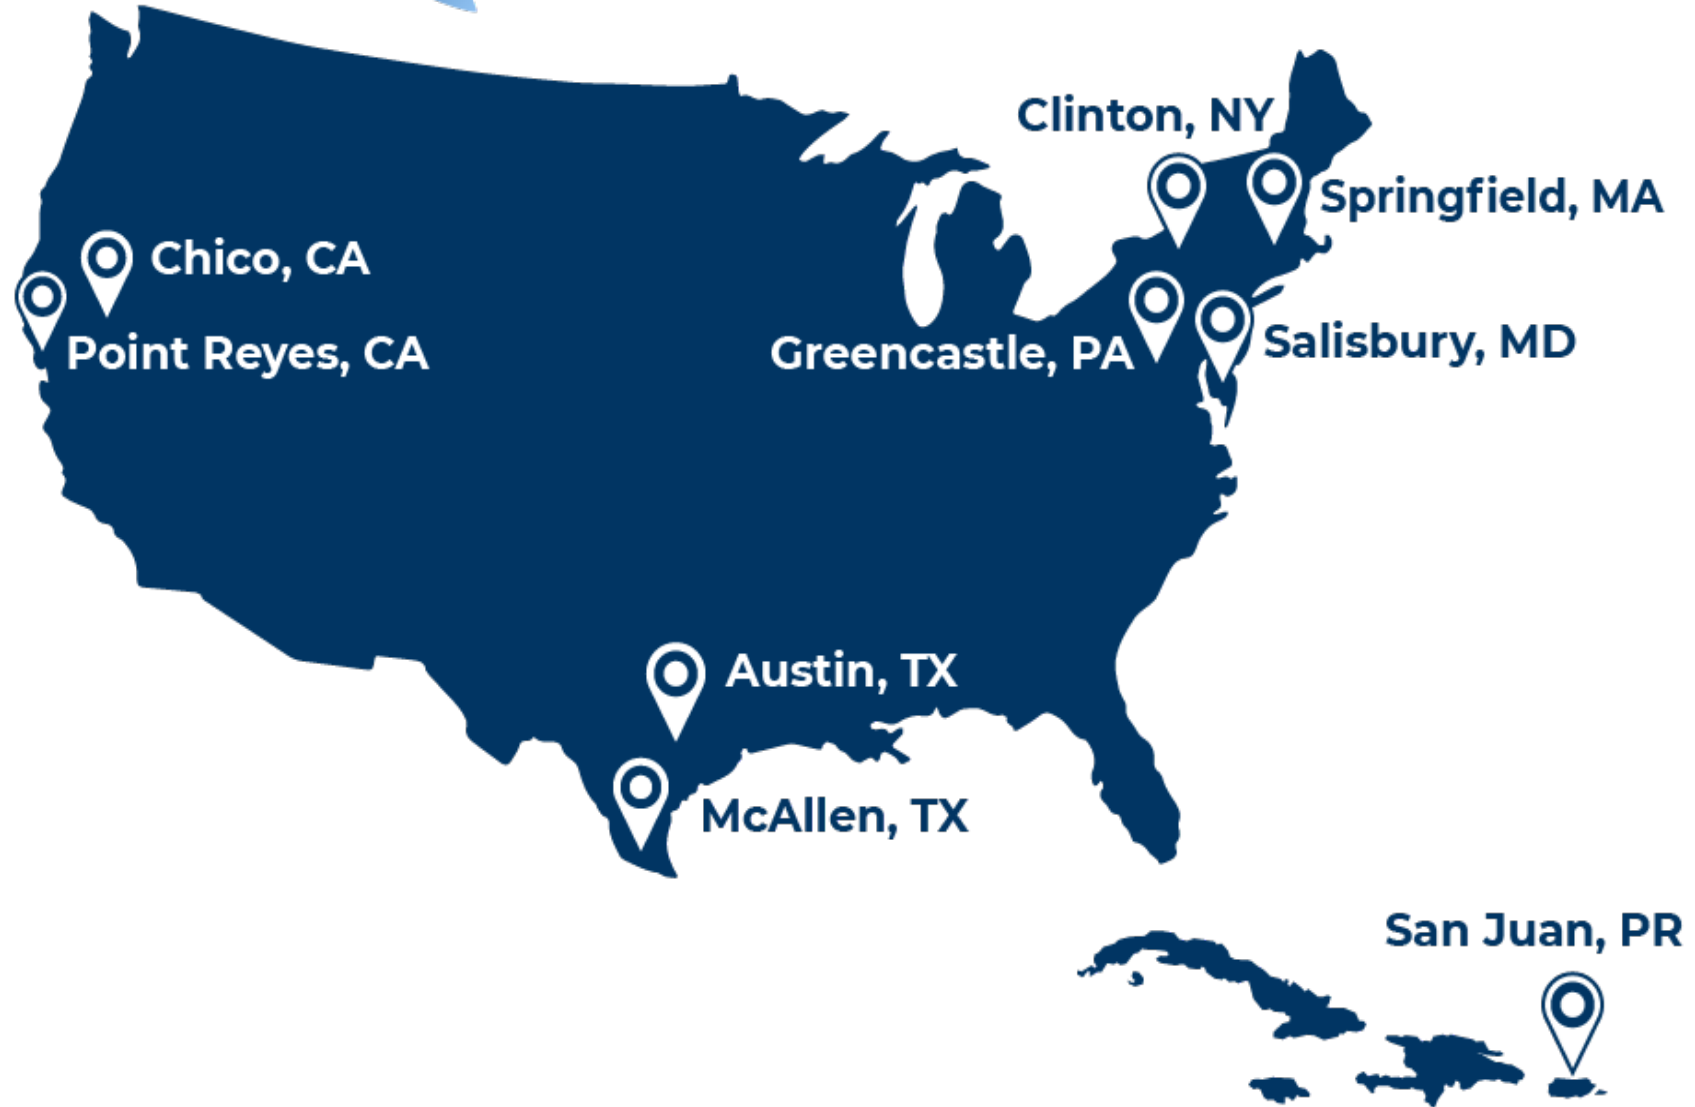 Clinton, NY
Springfield, MA
Chico, CA
Point Reyes, CA
Greencastle, PA
Salisbury, MD
Austin, TX
McAllen, TX
San Juan, PR